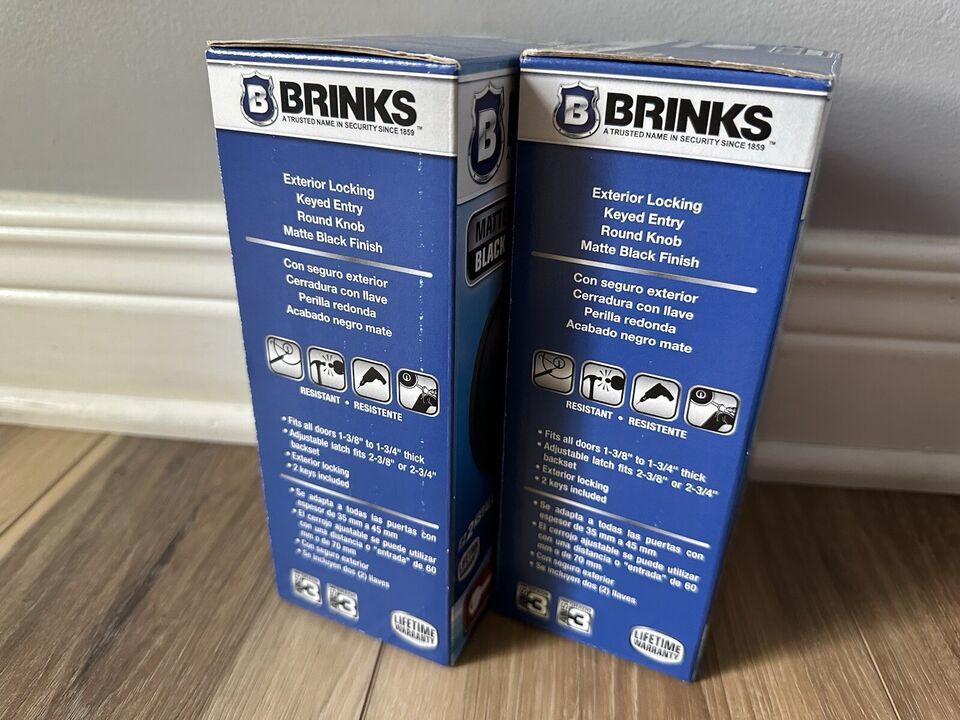 BRINKS
A TRUSTED NAME IN SECURITY SINCE 1859 ™
Exterior Locking
Keyed Entry
Round Knob
Matte Black Finish
Con seguro exterior
Cerradura con llave
Perilla redonda
Acabado negro mate
RESISTANT • RESISTENTE
• Fits all doors 1-3/8" to 1-3/4" thick
• Adjustable latch fits 2-3/8" or 2-3/4"
backset
• Exterior locking
• 2 keys included
• Se adapta a todas las puertas con
espesor de 35 mm a 45 mm
• El cerrojo ajustable se puede utilizar
con una distancia o "entrada" de 60
mm o de 70 mm
• Con seguro exterior
• Se incluyen dos (2) llaves
3
3
LIFETIME
WARRANTY
B
MATTE
BLACK
B
BRINKS
A TRUSTED NAME IN SECURITY SINCE 1859 ™
Exterior Locking
Keyed Entry
Round Knob
Matte Black Finish
Con seguro exterior
Cerradura con llave
Perilla redonda
Acabado negro mate
RESISTANT • RESISTENTE
• Fits all doors 1-3/8" to 1-3/4" thick
• Adjustable latch fits 2-3/8" or 2-3/4"
backset
• Exterior locking
• 2 keys included
• Se adapta a todas las puertas con
espesor de 35 mm a 45 mm
• El cerrojo ajustable se puede utilizar
con una distancia o "entrada" de 60
mm o de 70 mm
• Con seguro exterior
• Se incluyen dos (2) llaves
3
3
LIFETIME
WARRANTY
B